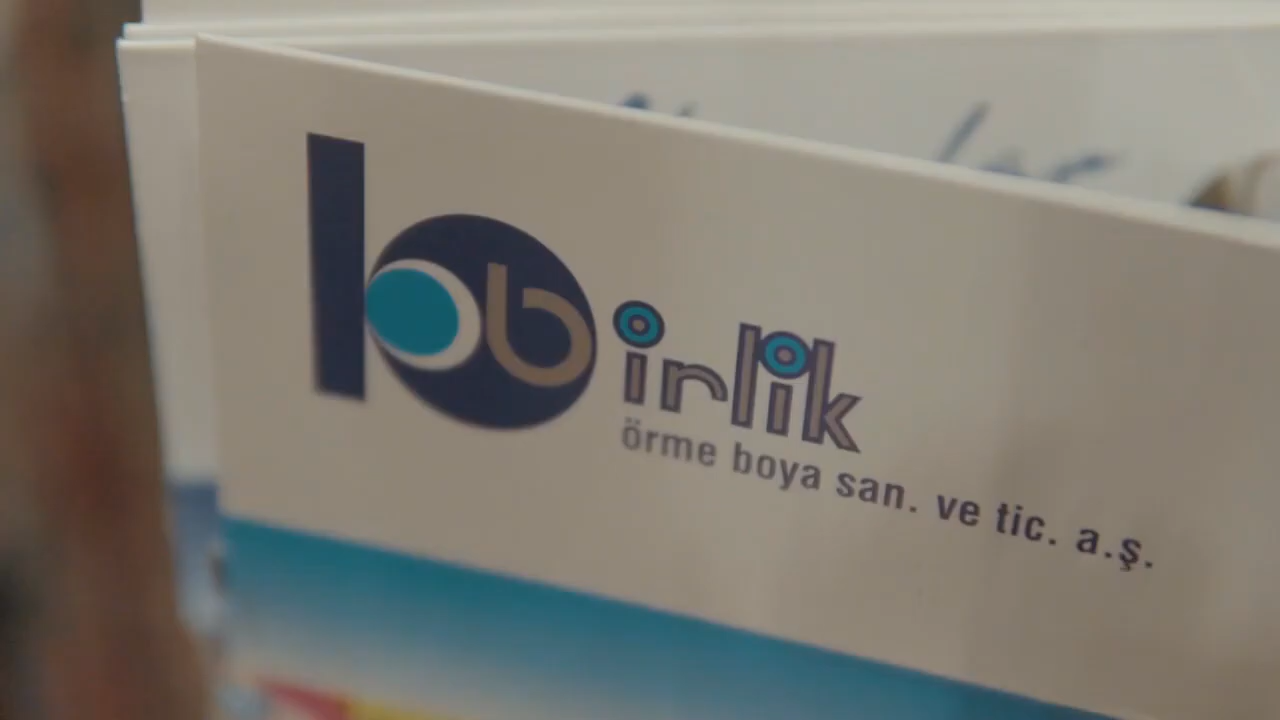 birlik
örme boya san. ve tic. a.ş.